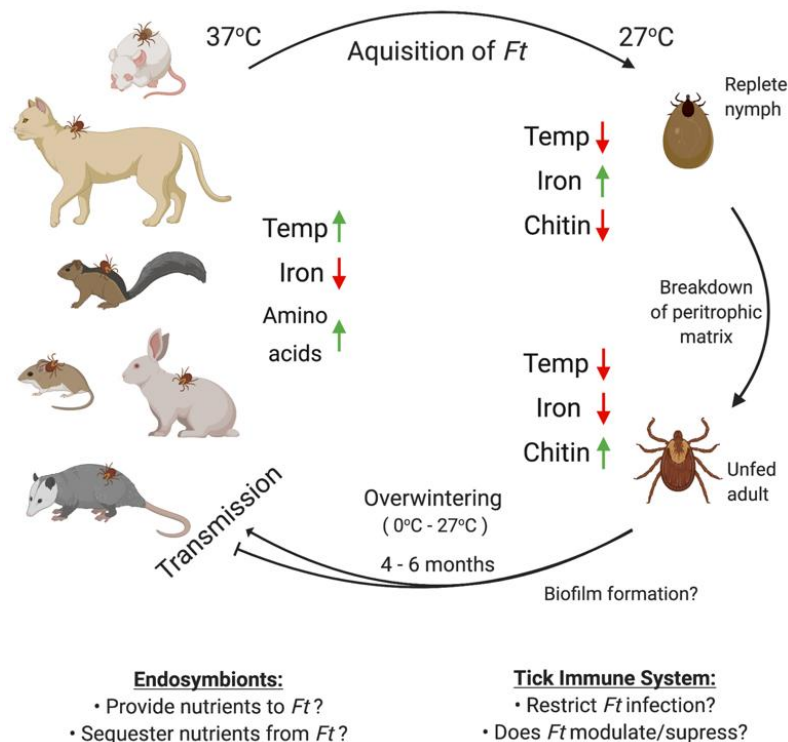 37°C
Aquisition of Ft
27°C
Replete
nymph
Temp ↓
Iron ↑
Chitin ↓
Temp ↑
Iron ↓
Amino
acids ↑
Breakdown
of peritrophic
matrix
Temp ↓
Iron ↓
Chitin ↑
Unfed
adult
Transmission
Overwintering
( 0°C - 27°C )
4 - 6 months
Biofilm formation?
Endosymbionts:
• Provide nutrients to Ft?
• Sequester nutrients from Ft?
Tick Immune System:
• Restrict Ft infection?
• Does Ft modulate/supress?